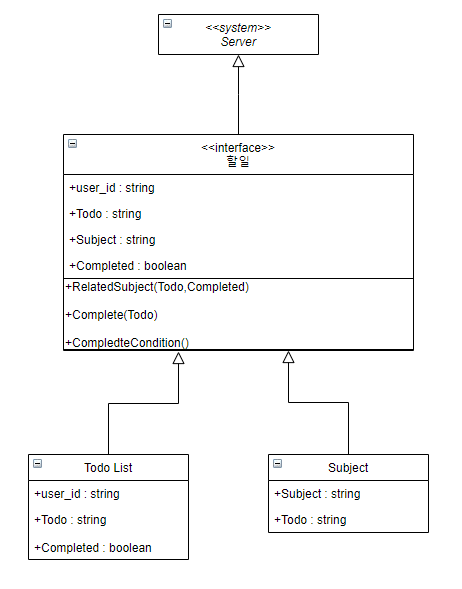 <<system>>
Server
<<interface>>
할일
+user_id : string
+Todo : string
+Subject : string
+Completed : boolean
+RelatedSubject(Todo,Completed)
+Complete(Todo)
+CompledteCondition()
Todo List
+user_id : string
+Todo : string
+Completed : boolean
Subject
+Subject : string
+Todo : string